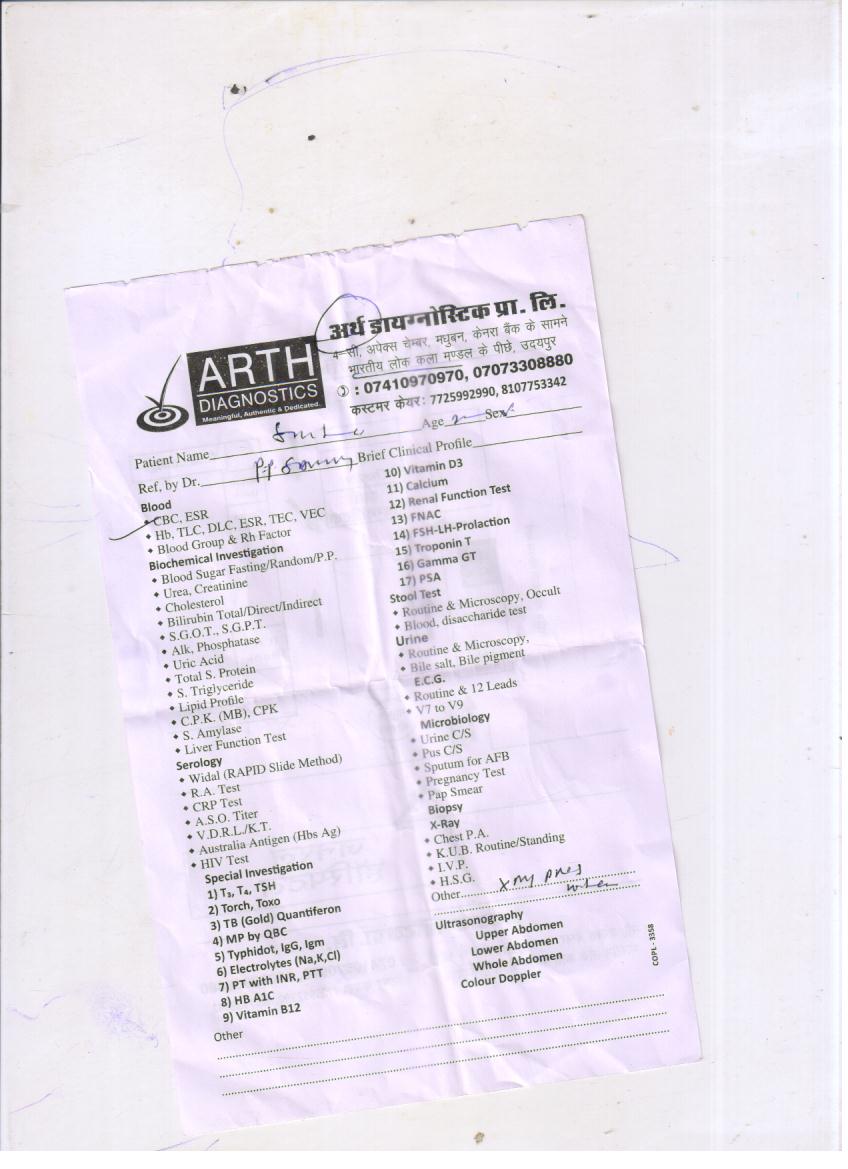 अर्थ डायग्नोस्टिक प्रा. लि.
4-सी, अपेक्स चेम्बर, मधुबन, केनरा बैंक के सामने
भारतीय लोक कला मण्डल के पीछे, उदयपुर
: 07410970970, 07073308880
कस्टमर केयर: 7725992990, 8107753342
ARTH
DIAGNOSTICS
Meaningful, Authentic & Dedicated.
Patient Name Age Sex
Ref, by Dr. Brief Clinical Profile
Blood
CBC, ESR
Hb, TLC, DLC, ESR, TEC, VEC
Blood Group & Rh Factor
Biochemical Investigation
Blood Sugar Fasting/Random/P.P.
Urea, Creatinine
Cholesterol
Bilirubin Total/Direct/Indirect
S.G.O.T., S.G.P.T.
Alk, Phosphatase
Uric Acid
Total S. Protein
S. Triglyceride
Lipid Profile
C.P.K. (MB), CPK
S. Amylase
Liver Function Test
Serology
Widal (RAPID Slide Method)
R.A. Test
CRP Test
A.S.O. Titer
V.D.R.L./K.T.
Australia Antigen (Hbs Ag)
HIV Test
Special Investigation
1) T₃, T₄, TSH
2) Torch, Toxo
3) TB (Gold) Quantiferon
4) MP by QBC
5) Typhidot, IgG, Igm
6) Electrolytes (Na,K,Cl)
7) PT with INR, PTT
8) HB A1C
9) Vitamin B12
Other
10) Vitamin D3
11) Calcium
12) Renal Function Test
13) FNAC
14) FSH-LH-Prolaction
15) Troponin T
16) Gamma GT
17) PSA
Stool Test
Routine & Microscopy, Occult
Blood, disaccharide test
Urine
Routine & Microscopy,
Bile salt, Bile pigment
E.C.G.
Routine & 12 Leads
V7 to V9
Microbiology
Urine C/S
Pus C/S
Sputum for AFB
Pregnancy Test
Pap Smear
Biopsy
X-Ray
Chest P.A.
K.U.B. Routine/Standing
I.V.P.
H.S.G.
Other
Ultrasonography
Upper Abdomen
Lower Abdomen
Whole Abdomen
Colour Doppler
COPL - 3358